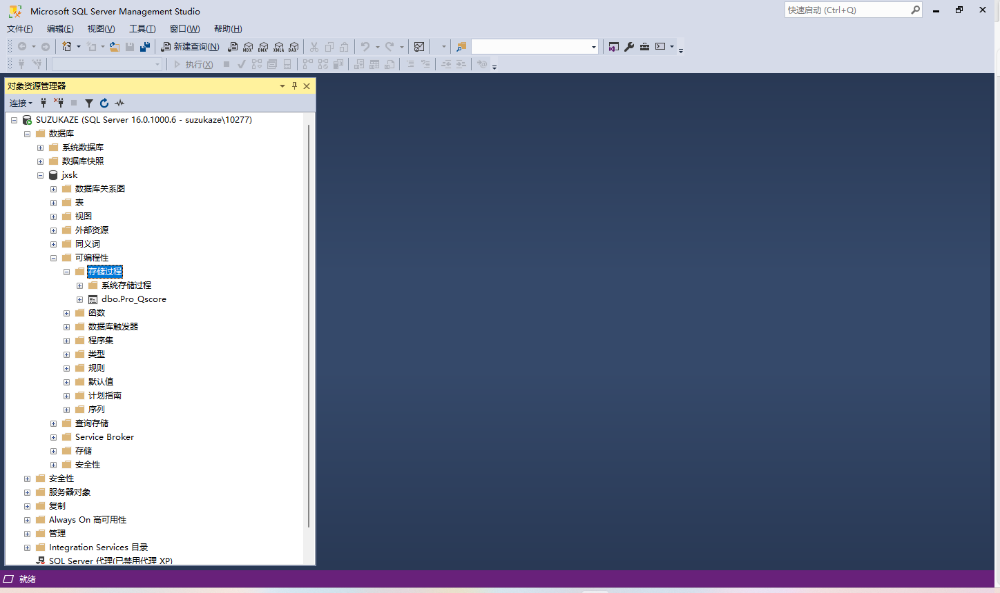 Microsoft SQL Server Management Studio
快速启动 (Ctrl+Q)
文件(F) 编辑(E) 视图(V) 工具(T) 窗口(W) 帮助(H)
新建查询(N) MDX DMX XMLA DAX
执行(X)
对象资源管理器
连接
SUZUKAZE (SQL Server 16.0.1000.6 - suzukaze\10277)
数据库
系统数据库
数据库快照
jxsk
数据库关系图
表
视图
外部资源
同义词
可编程性
存储过程
系统存储过程
dbo.Pro_Qscore
函数
数据库触发器
程序集
类型
规则
默认值
计划指南
序列
查询存储
Service Broker
存储
安全性
安全性
服务器对象
复制
Always On 高可用性
管理
Integration Services 目录
SQL Server 代理(已禁用代理 XP)
就绪